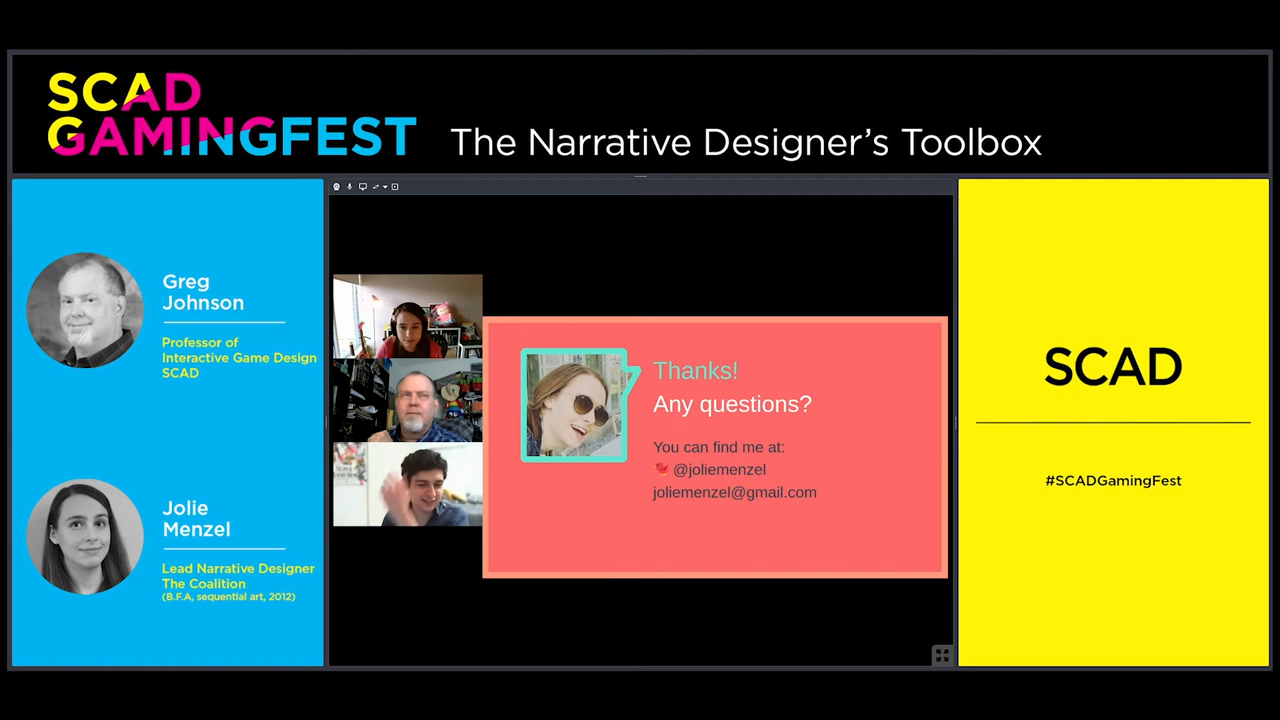 SCAD
GAMINGFEST
The Narrative Designer’s Toolbox
Greg
Johnson
Professor of
Interactive Game Design
SCAD
Jolie
Menzel
Lead Narrative Designer
The Coalition
(B.F.A, sequential art, 2012)
Thanks!
Any questions?
You can find me at:
@joliemenzel
joliemenzel@gmail.com
SCAD
#SCADGamingFest